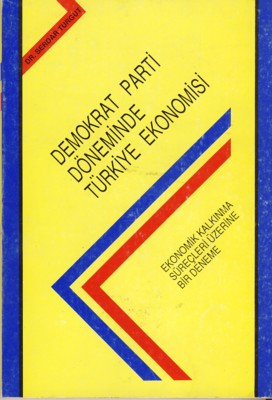 DR. SERDAR TURGUT
DEMOKRAT PARTİ
DÖNEMİNDE
TÜRKİYE EKONOMİSİ
EKONOMİK KALKINMA
SÜREÇLERİ ÜZERİNE
BİR DENEME